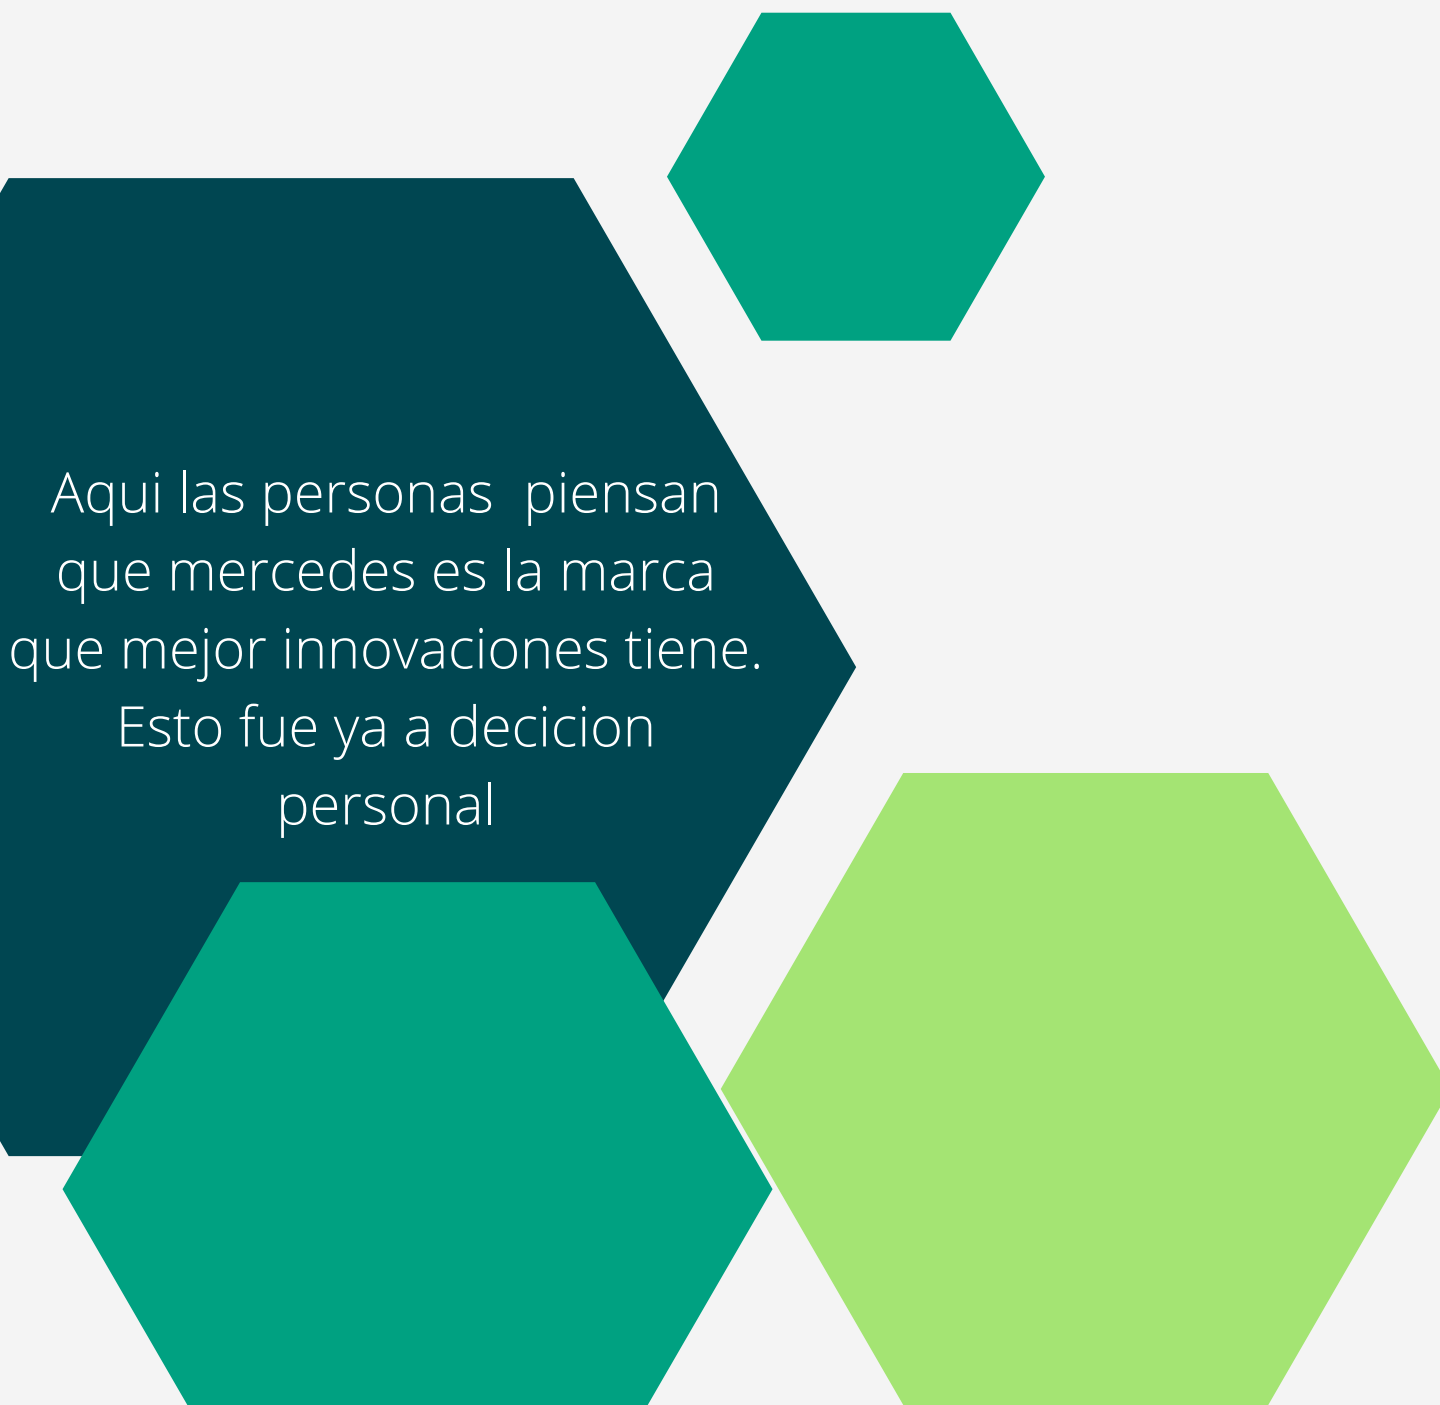 Aqui las personas  piensan
que mercedes es la marca
que mejor innovaciones tiene.
Esto fue ya a decicion
personal